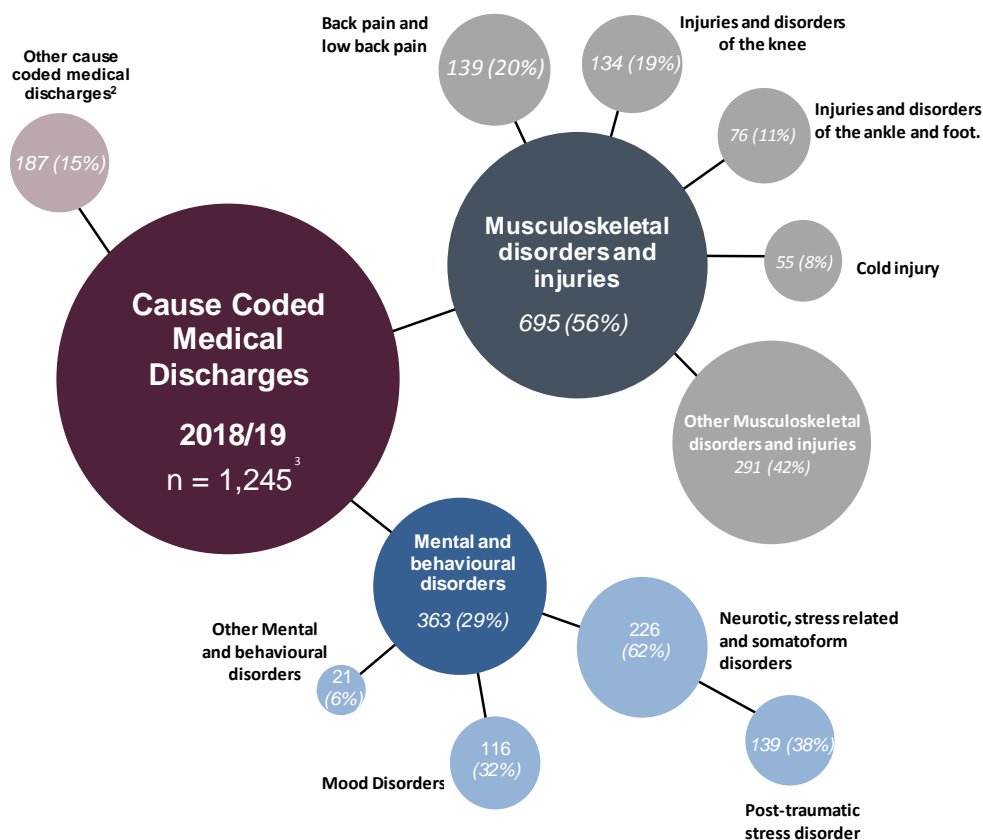 Back pain and
low back pain
139 (20%)
134 (19%)
Injuries and disorders
of the knee
Other cause
coded medical
discharges2
187 (15%)
76 (11%)
Injuries and disorders
of the ankle and foot.
Musculoskeletal
disorders and
injuries
695 (56%)
55 (8%)
Cold injury
Cause Coded
Medical
Discharges
2018/19
n = 1,2453
Other Musculoskeletal
disorders and injuries
291 (42%)
Mental and
behavioural
disorders
363 (29%)
Other Mental
and behavioural
disorders
21
(6%)
226
(62%)
Neurotic, stress related
and somatoform
disorders
Mood Disorders
116
(32%)
139 (38%)
Post-traumatic
stress disorder